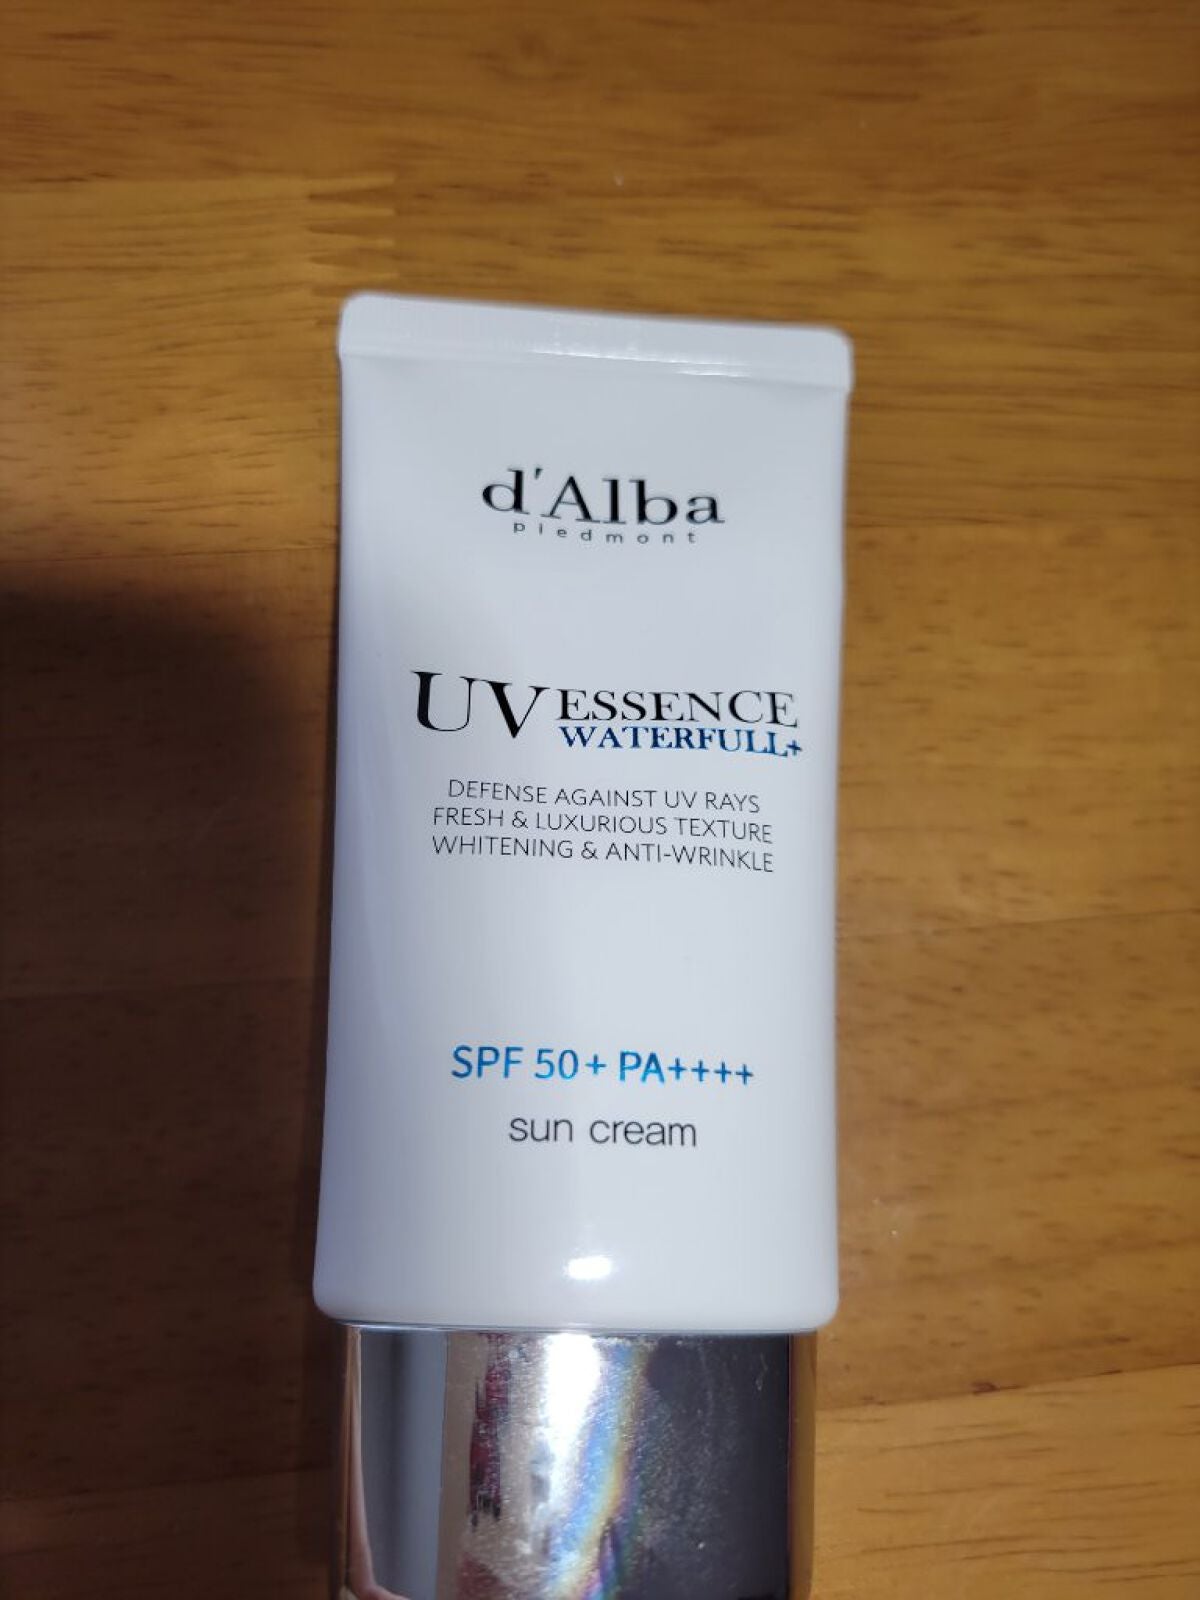 d'Alba
piedmont
UV ESSENCE
WATERFULL+
DEFENSE AGAINST UV RAYS
FRESH & LUXURIOUS TEXTURE
WHITENING & ANTI-WRINKLE
SPF 50+ PA++++
sun cream